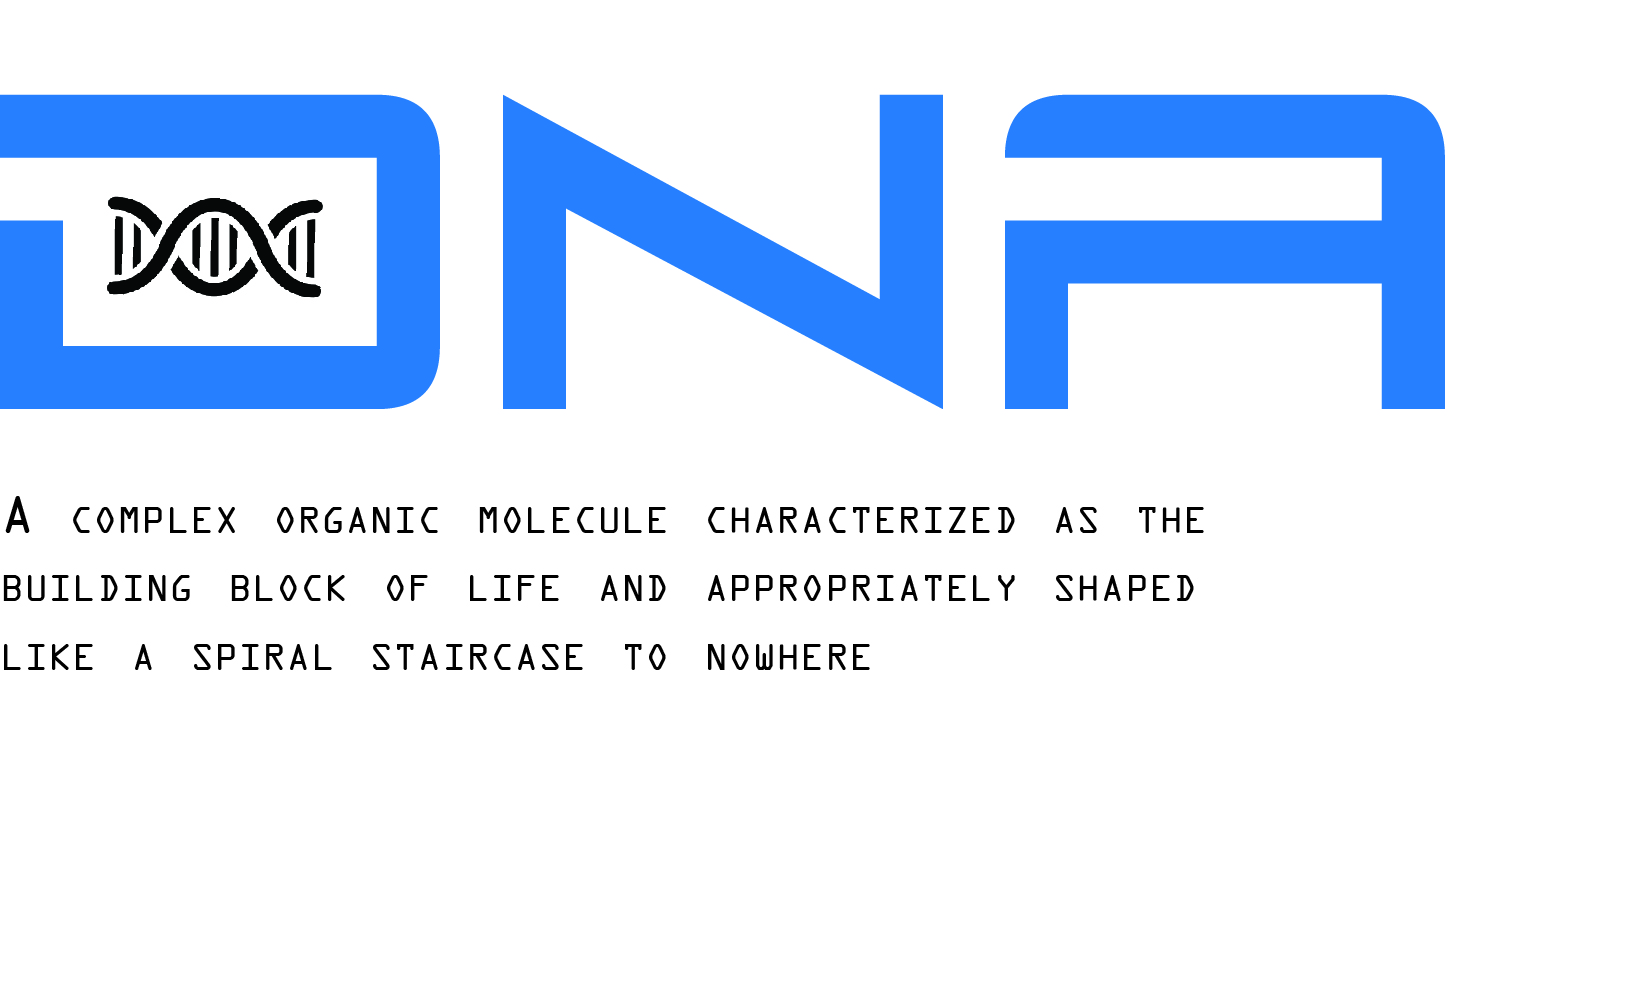 DNA
A COMPLEX ORGANIC MOLECULE CHARACTERIZED AS THE
BUILDING BLOCK OF LIFE AND APPROPRIATELY SHAPED
LIKE A SPIRAL STAIRCASE TO NOWHERE